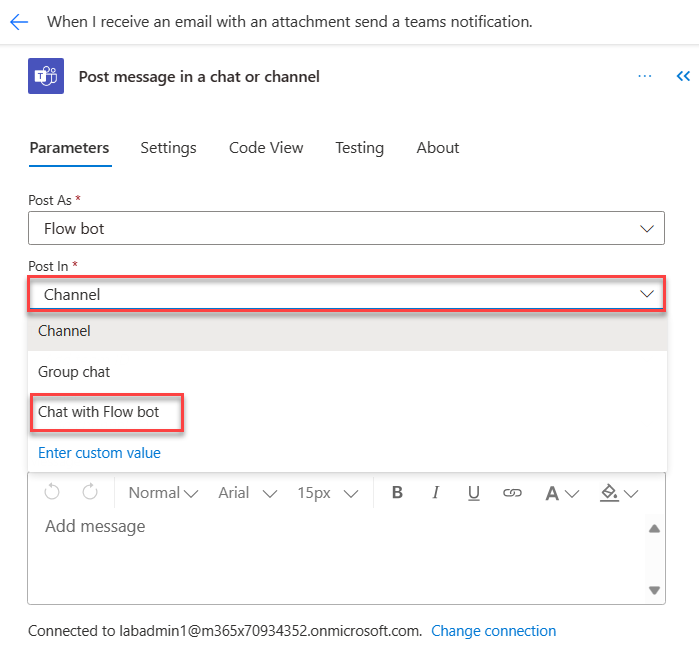 When I receive an email with an attachment send a teams notification.
Post message in a chat or channel
Parameters Settings Code View Testing About
Post As *
Flow bot
Post In *
Channel
Channel
Group chat
Chat with Flow bot
Enter custom value
Normal Arial 15px B I U A
Add message
Connected to labadmin1@m365x70934352.onmicrosoft.com. Change connection